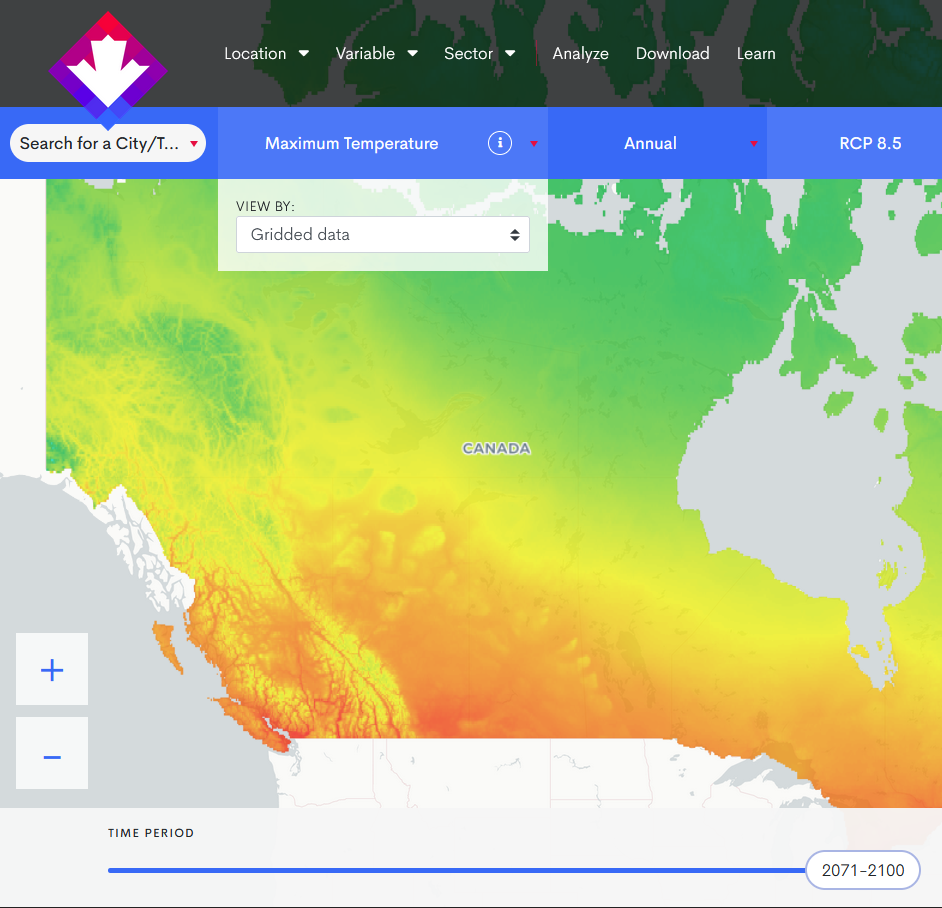 Location Variable Sector Analyze Download Learn
Search for a City/T... Maximum Temperature i Annual RCP 8.5
VIEW BY:
Gridded data
CANADA
+
−
TIME PERIOD
2071-2100